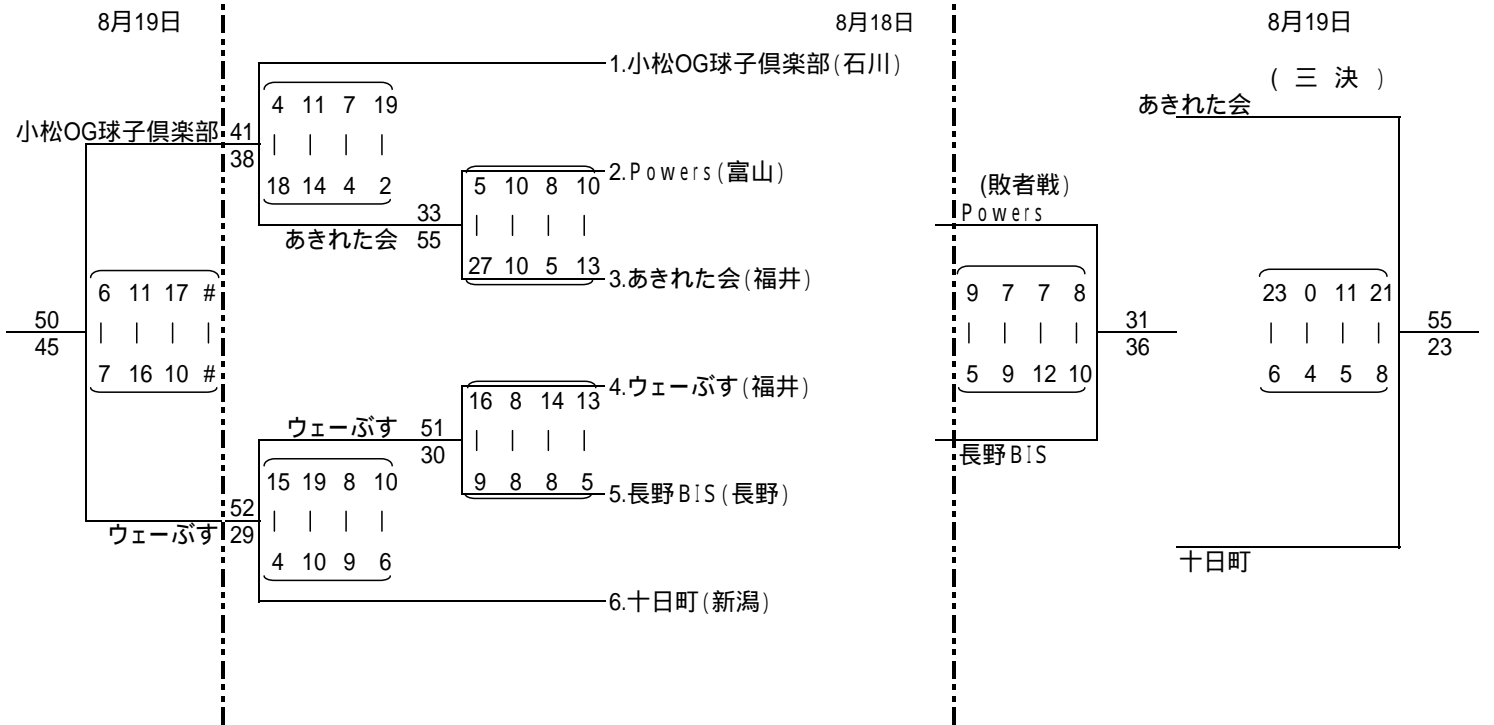 8月19日
8月18日
8月19日
1.小松OG球子倶楽部(石川)
(三決)
あきれた会
4 11 7 19
小松OG球子倶楽部 41
| | | |
38
18 14 4 2
2.Powers(富山)
5 10 8 10
(敗者戦)
Powers
33
| | | |
あきれた会 55
27 10 5 13
3.あきれた会(福井)
6 11 17 #
9 7 7 8
23 0 11 21
50
| | | |
| | | |
31
| | | |
55
45
36
23
7 16 10 #
5 9 12 10
6 4 5 8
4.ウェーぶす(福井)
16 8 14 13
ウェーぶす 51
| | | |
30
長野BIS
15 19 8 10
9 8 8 5
5.長野BIS(長野)
52
| | | |
ウェーぶす 29
4 10 9 6
十日町
6.十日町(新潟)